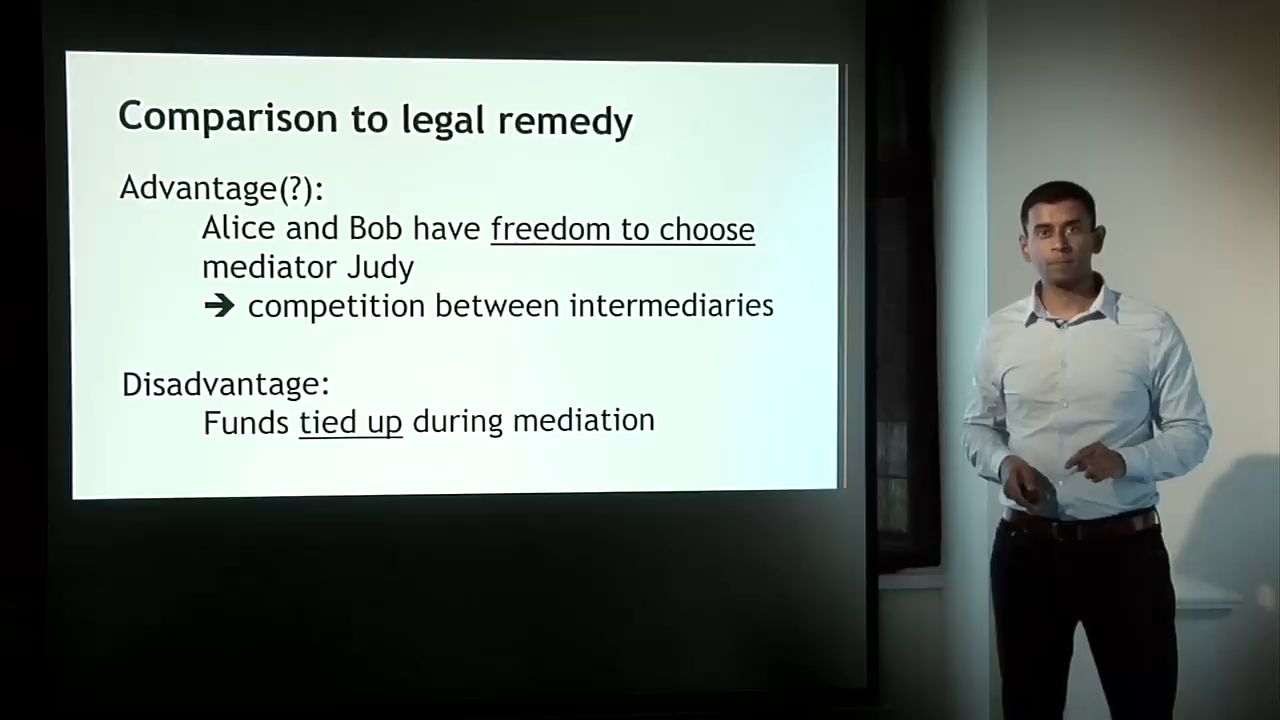 Comparison to legal remedy
Advantage(?):
Alice and Bob have freedom to choose
mediator Judy
➔ competition between intermediaries
Disadvantage:
Funds tied up during mediation